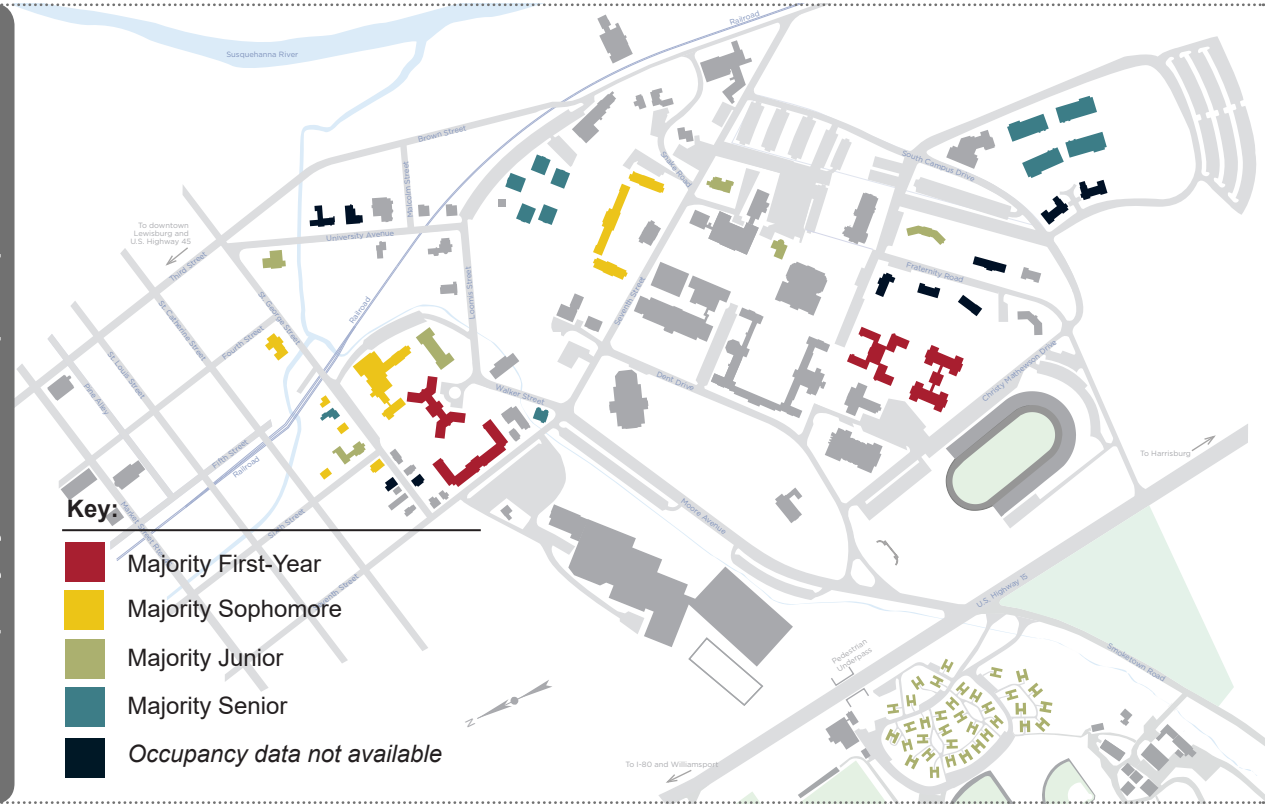 Susquehanna River
Railroad
Brown Street
Malcolm Street
Snake Road
South Campus Drive
To downtown
Lewisburg and
U.S. Highway 45
University Avenue
Third Street
Loomis Street
Fraternity Road
St. George Street
St. Catherine Street
Railroad
Seventh Street
Fourth Street
St. Louis Street
Christy Mathewson Drive
Pine Alley
Dent Drive
Walker Street
Fifth Street
Railroad
To Harrisburg
Key:
Market Street
Sixth Street
Moore Avenue
Majority First-Year
Majority Sophomore
Majority Junior
Majority Senior
Occupancy data not available
U.S. Highway 15
Pedestrian
Underpass
Smoketown Road
N
To I-80 and Williamsport